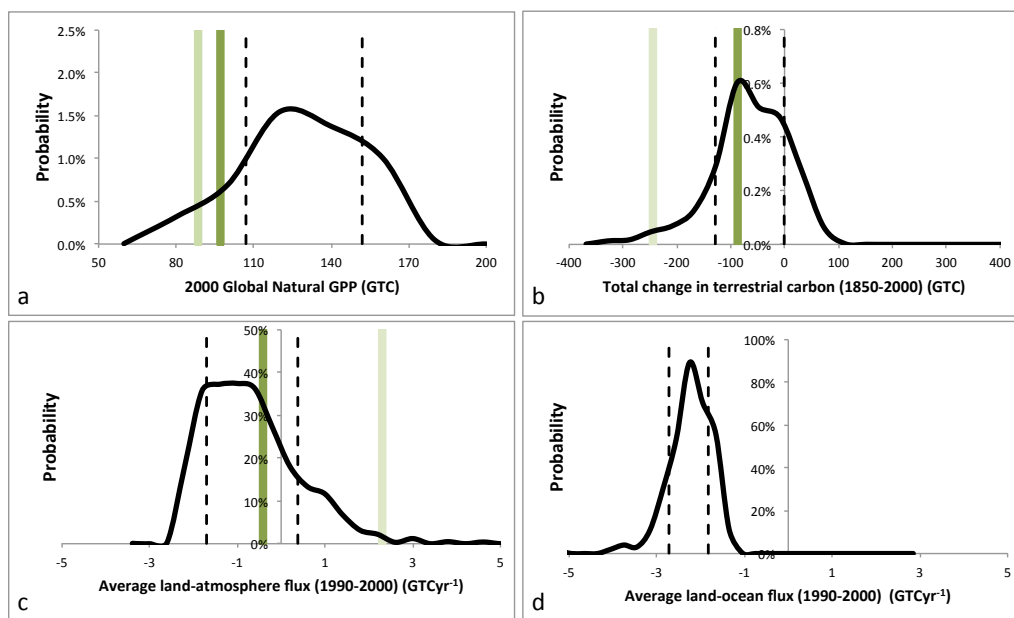 2.5%
2.0%
1.5%
1.0%
0.5%
0.0%
Probability
50 80 110 140 170 200
2000 Global Natural GPP (GTC)
a
0.8%
0.6%
0.4%
0.2%
0.0%
Probability
-400 -300 -200 -100 0 100 200 300 400
Total change in terrestrial carbon (1850-2000) (GTC)
b
50%
40%
30%
20%
10%
0%
Probability
-5 -3 -1 1 3 5
Average land-atmosphere flux (1990-2000) (GTCyr⁻¹)
c
100%
80%
60%
40%
20%
0%
Probability
-5 -3 -1 1 3 5
Average land-ocean flux (1990-2000) (GTCyr⁻¹)
d